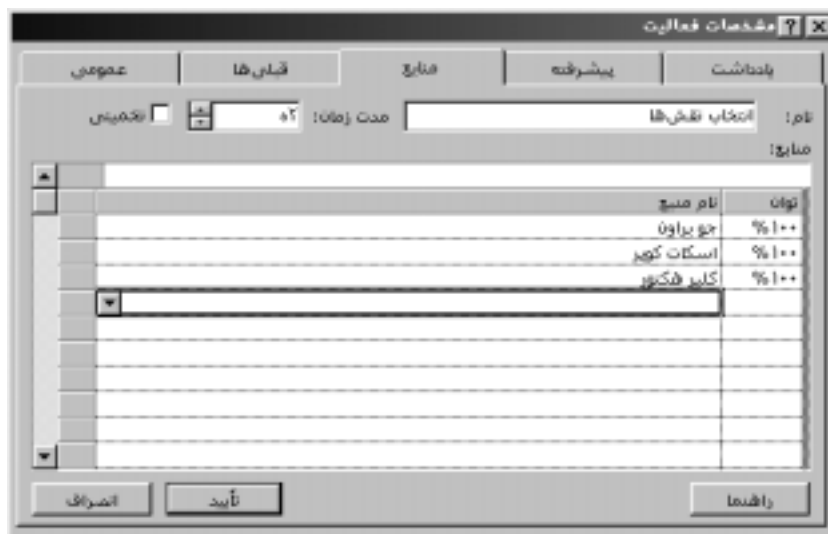 مشخصات فعالیت
یادداشت پیشرفته منابع قبلی‌ها عمومی
نام: انتخاب نقش‌ها مدت زمان: ۲ه تخمینی
منابع:
توان نام منبع
%۱۰۰ جو براون
%۱۰۰ اسکات کوپر
%۱۰۰ کلیر هکتور
راهنما تأیید انصراف